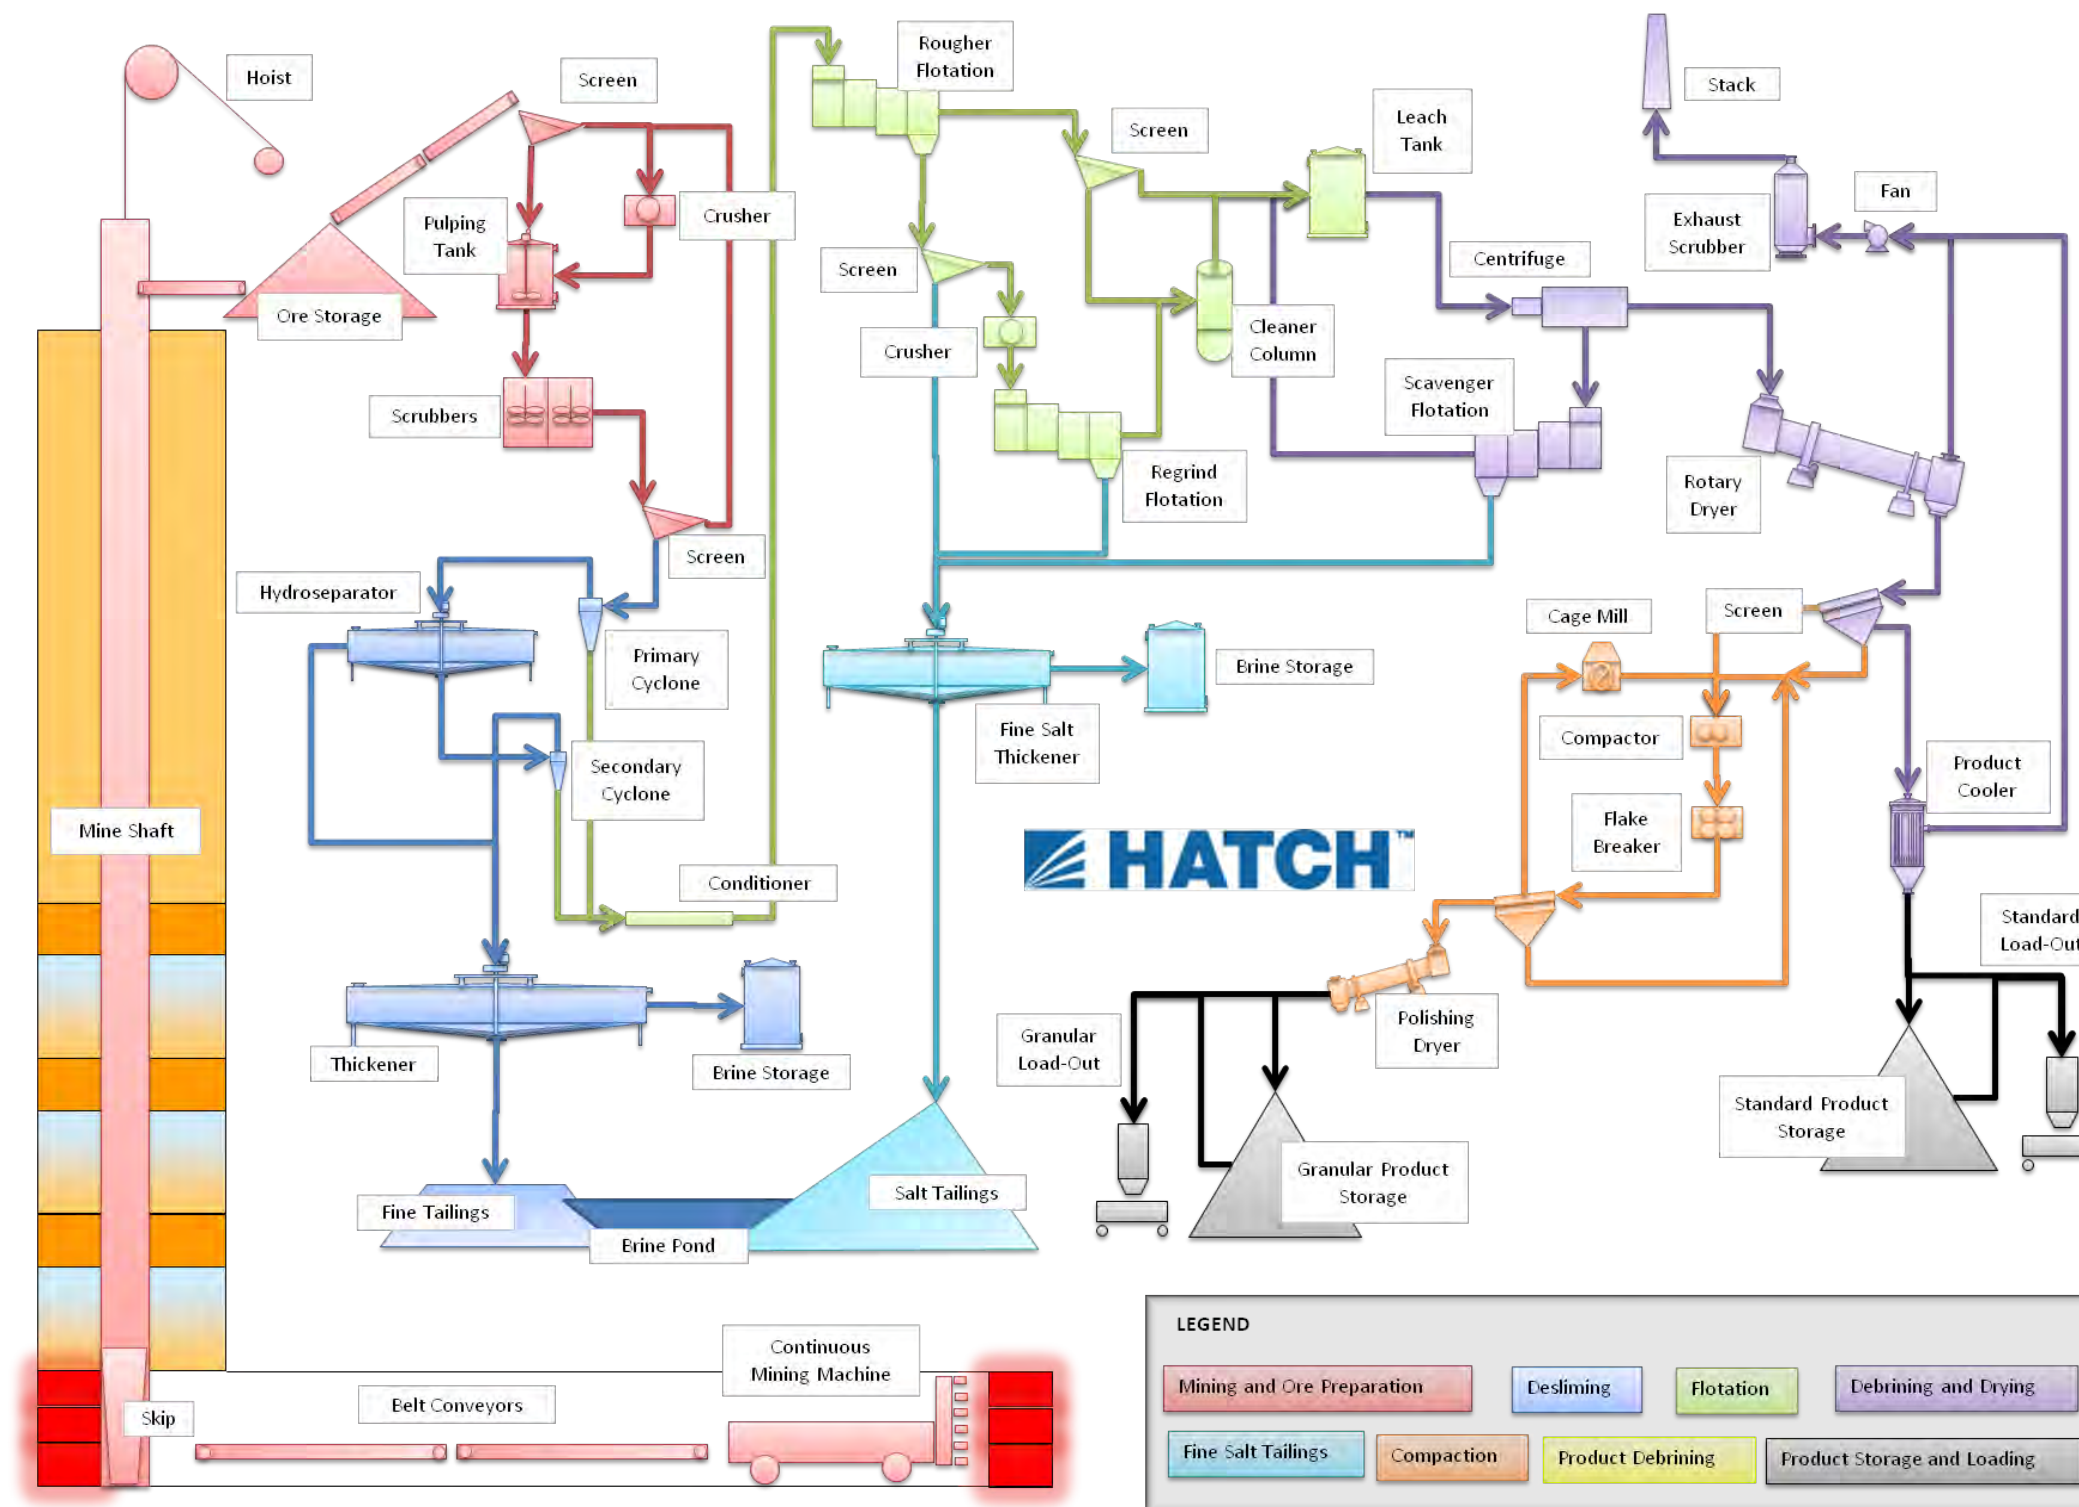 Hoist
Screen
Rougher
Flotation
Screen
Leach
Tank
Stack
Pulping
Tank
Crusher
Fan
Exhaust
Scrubber
Screen
Centrifuge
Ore Storage
Cleaner
Column
Crusher
Scavenger
Flotation
Scrubbers
Regrind
Flotation
Rotary
Dryer
Screen
Hydroseparator
Cage Mill
Screen
Primary
Cyclone
Brine Storage
Fine Salt
Thickener
Compactor
Secondary
Cyclone
Product
Cooler
Mine Shaft
Flake
Breaker
HATCH™
Conditioner
Standard
Load-Out
Polishing
Dryer
Granular
Load-Out
Thickener
Brine Storage
Standard Product
Storage
Granular Product
Storage
Salt Tailings
Fine Tailings
Brine Pond
Continuous
Mining Machine
Belt Conveyors
Skip
LEGEND
Mining and Ore Preparation
Desliming
Flotation
Debrining and Drying
Fine Salt Tailings
Compaction
Product Debrining
Product Storage and Loading